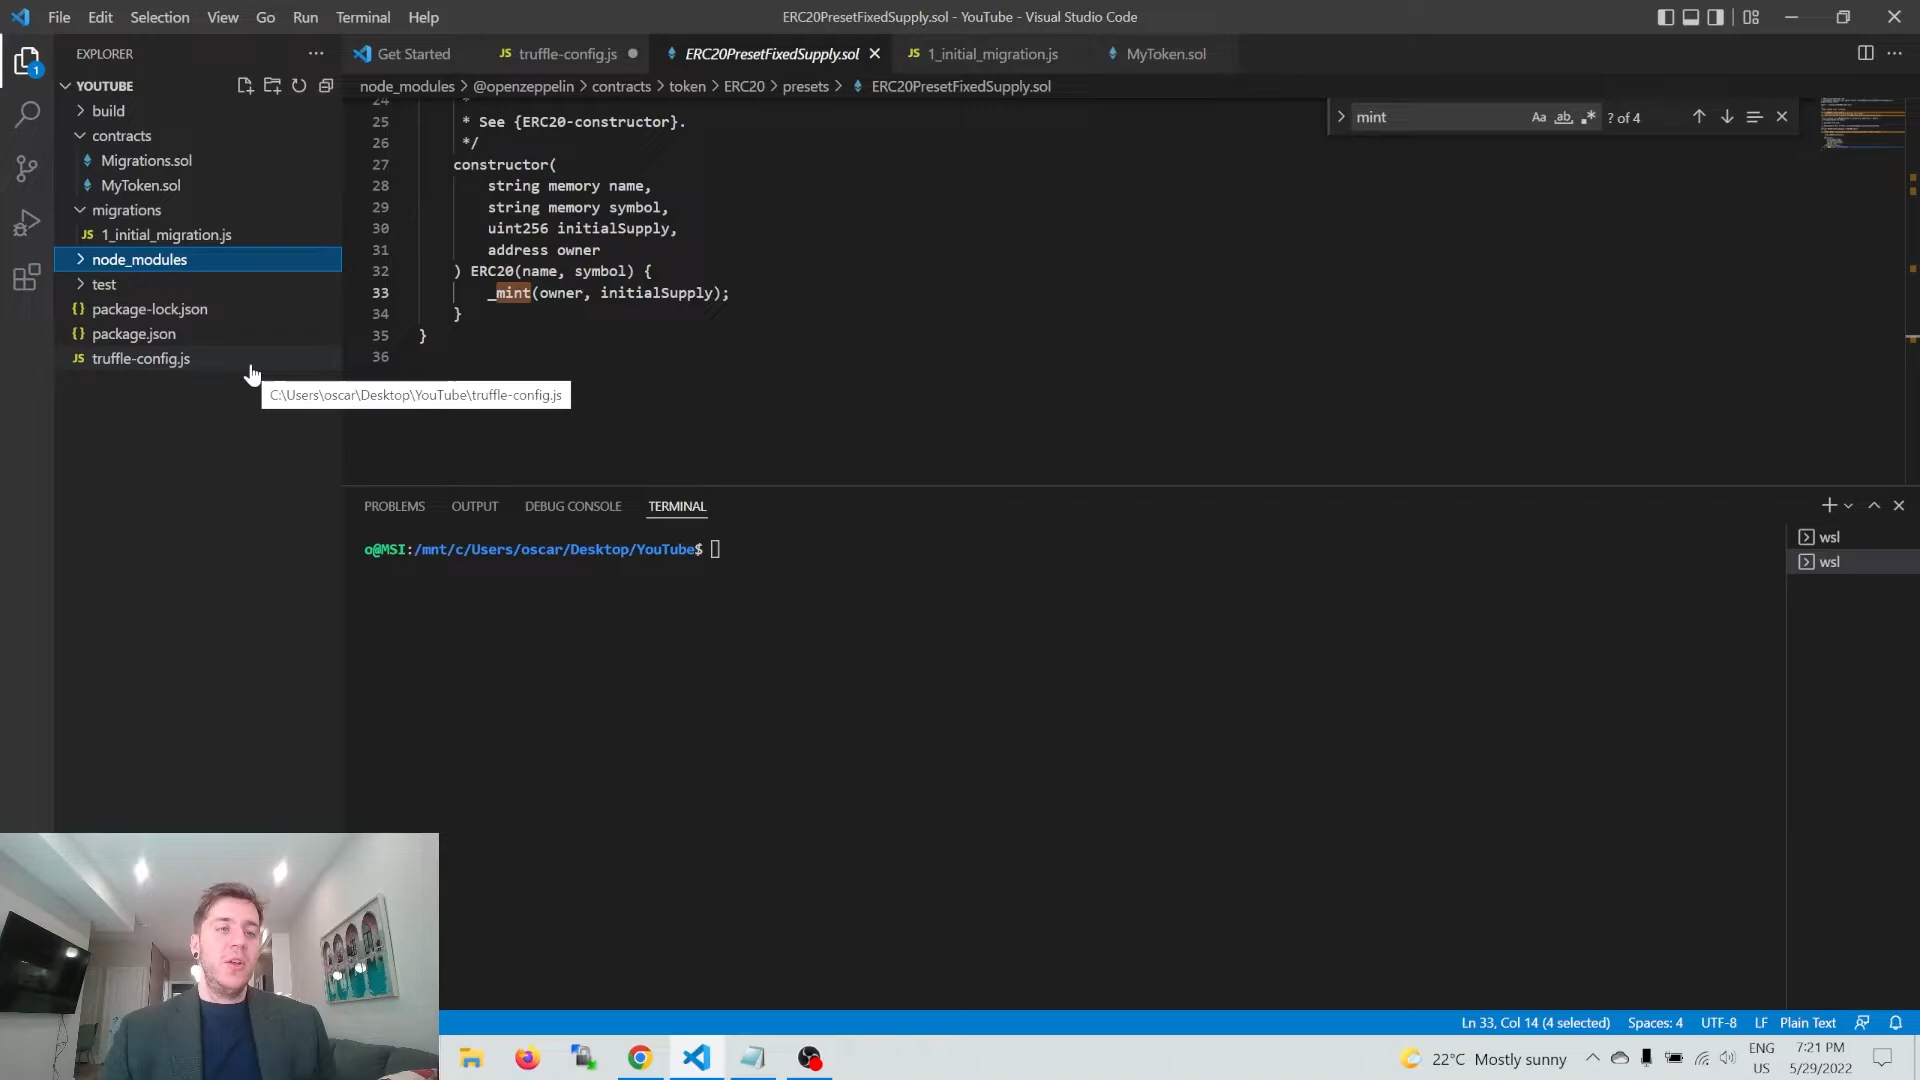 File Edit Selection View Go Run Terminal Help
ERC20PresetFixedSupply.sol - YouTube - Visual Studio Code
EXPLORER
Get Started
JS truffle-config.js
ERC20PresetFixedSupply.sol
JS 1_initial_migration.js
MyToken.sol
1
YOUTUBE
node_modules > @openzeppelin > contracts > token > ERC20 > presets > ERC20PresetFixedSupply.sol
build
contracts
Migrations.sol
MyToken.sol
migrations
JS 1_initial_migration.js
node_modules
test
{} package-lock.json
{} package.json
JS truffle-config.js
C:\Users\oscar\Desktop\YouTube\truffle-config.js
mint Aa ab ? of 4
24 *
25 * See {ERC20-constructor}.
26 */
27 constructor(
28 string memory name,
29 string memory symbol,
30 uint256 initialSupply,
31 address owner
32 ) ERC20(name, symbol) {
33 _mint(owner, initialSupply);
34 }
35 }
36
PROBLEMS OUTPUT DEBUG CONSOLE TERMINAL
o@MSI:/mnt/c/Users/oscar/Desktop/YouTube$
wsl
wsl
Ln 33, Col 14 (4 selected) Spaces: 4 UTF-8 LF Plain Text
22°C Mostly sunny
ENG
US
7:21 PM
5/29/2022